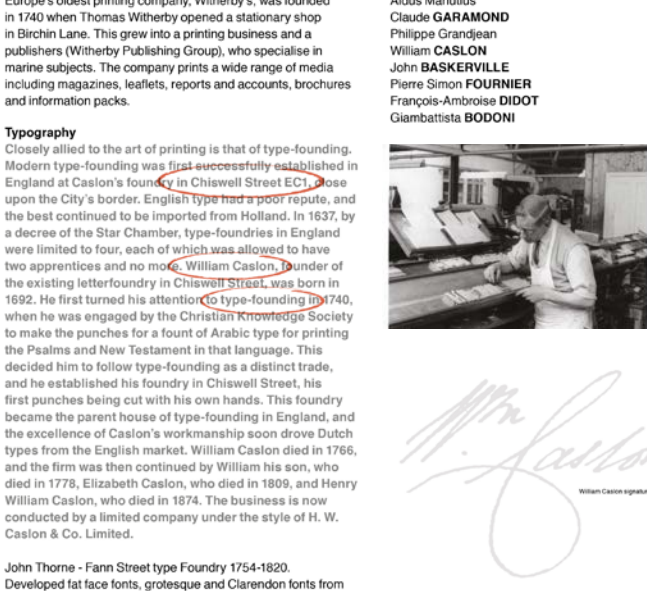 Europe's oldest printing company, Witherby's, was founded
in 1740 when Thomas Witherby opened a stationary shop
in Birchin Lane. This grew into a printing business and a
publishers (Witherby Publishing Group), who specialise in
marine subjects. The company prints a wide range of media
including magazines, leaflets, reports and accounts, brochures
and information packs.
Typography
Closely allied to the art of printing is that of type-founding.
Modern type-founding was first successfully established in
England at Caslon's foundry in Chiswell Street EC1, close
upon the City's border. English type had a poor repute, and
the best continued to be imported from Holland. In 1637, by
a decree of the Star Chamber, type-foundries in England
were limited to four, each of which was allowed to have
two apprentices and no more. William Caslon, founder of
the existing letterfoundry in Chiswell Street, was born in
1692. He first turned his attention to type-founding in 1740,
when he was engaged by the Christian Knowledge Society
to make the punches for a fount of Arabic type for printing
the Psalms and New Testament in that language. This
decided him to follow type-founding as a distinct trade,
and he established his foundry in Chiswell Street, his
first punches being cut with his own hands. This foundry
became the parent house of type-founding in England, and
the excellence of Caslon's workmanship soon drove Dutch
types from the English market. William Caslon died in 1766,
and the firm was then continued by William his son, who
died in 1778, Elizabeth Caslon, who died in 1809, and Henry
William Caslon, who died in 1874. The business is now
conducted by a limited company under the style of H. W.
Caslon & Co. Limited.
John Thorne - Fann Street type Foundry 1754-1820.
Developed fat face fonts, grotesque and Clarendon fonts from
Aldus Manutius
Claude GARAMOND
Philippe Grandjean
William CASLON
John BASKERVILLE
Pierre Simon FOURNIER
François-Ambroise DIDOT
Giambattista BODONI
Wm Caslon
William Caslon signature